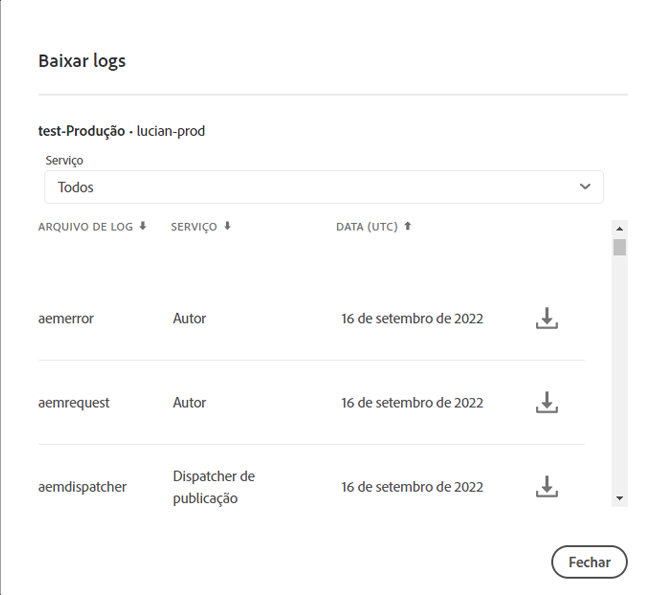 Baixar logs
test-Produção • lucian-prod
Serviço
Todos
ARQUIVO DE LOG SERVIÇO DATA (UTC)
aemerror Autor 16 de setembro de 2022
aemrequest Autor 16 de setembro de 2022
aemdispatcher Dispatcher de publicação 16 de setembro de 2022
Fechar